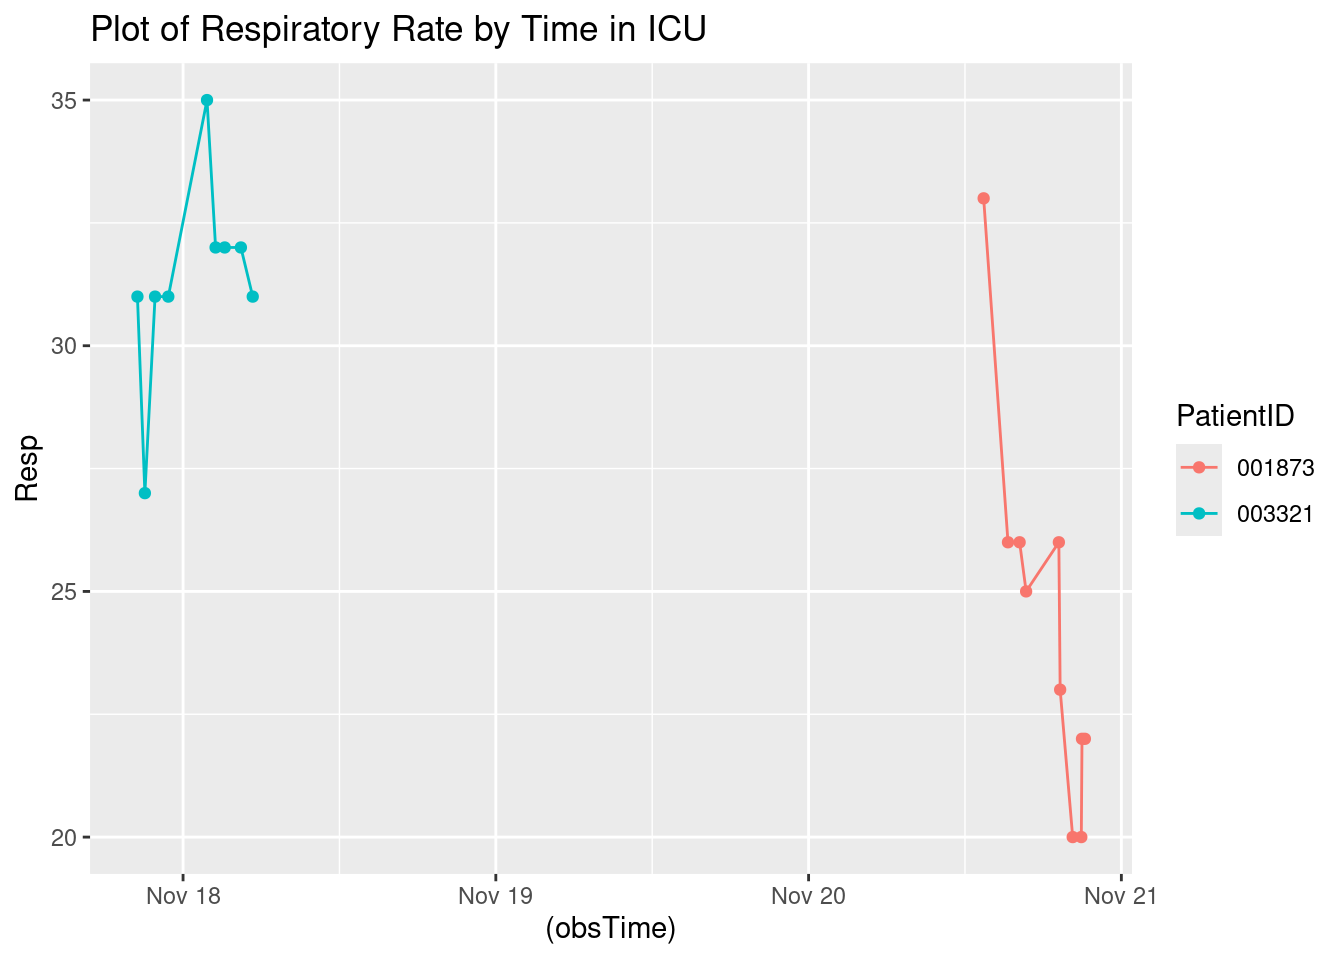 Plot of Respiratory Rate by Time in ICU
35
30
25
20
Resp
Nov 18
Nov 19
Nov 20
Nov 21
(obsTime)
PatientID
001873
003321